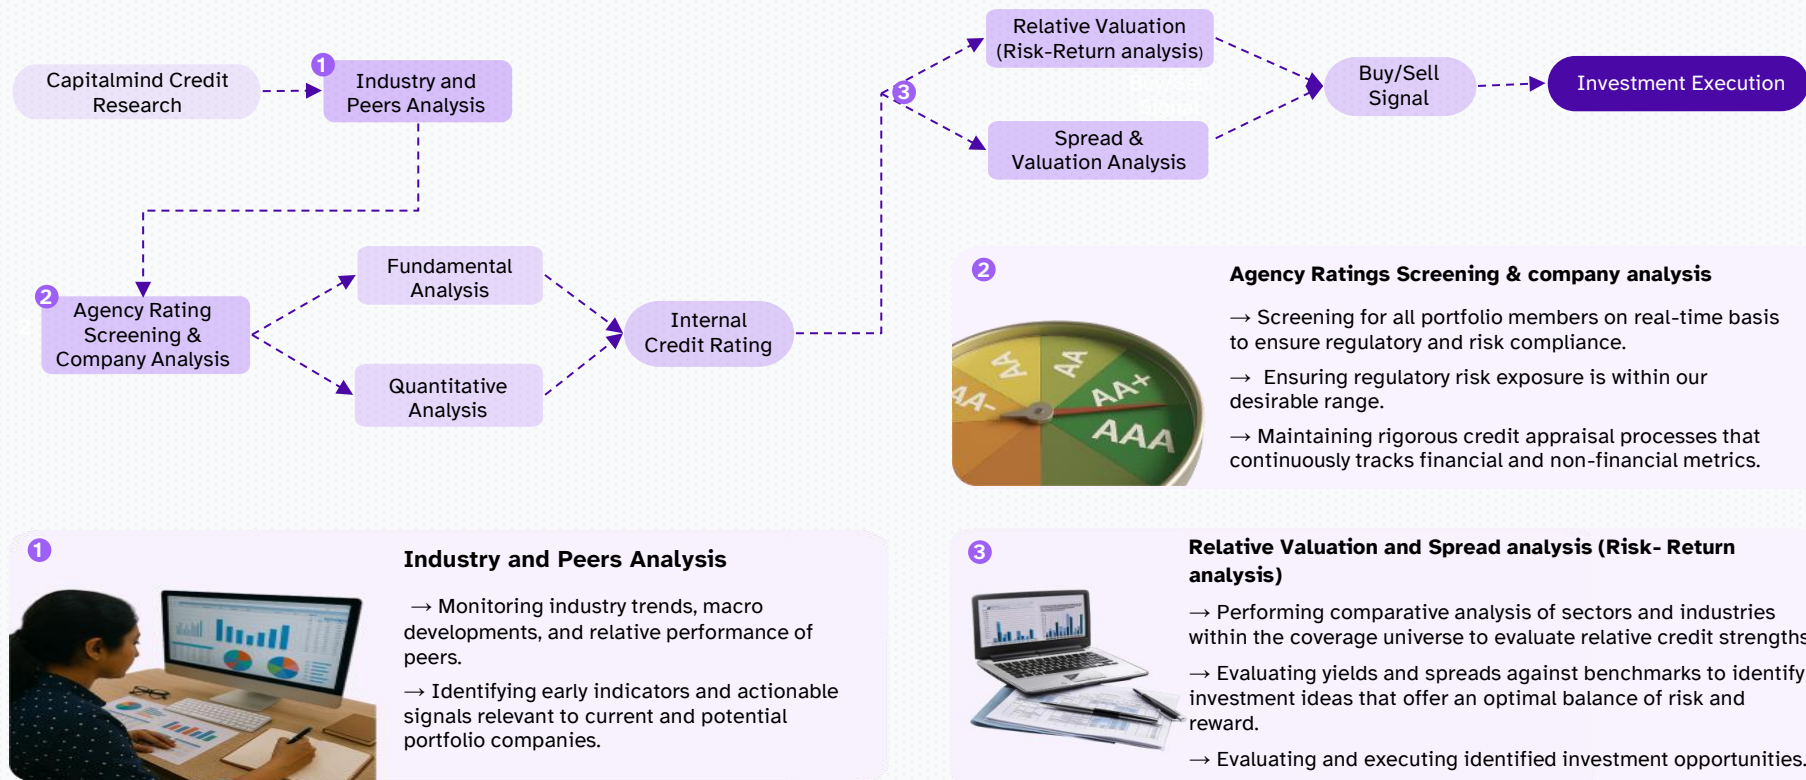 Capitalmind Credit
Research
1
Industry and
Peers Analysis
2
Agency Rating
Screening &
Company Analysis
Fundamental
Analysis
Quantitative
Analysis
Internal
Credit Rating
3
Relative Valuation
(Risk-Return analysis)
Spread &
Valuation Analysis
Buy/Sell
Signal
Investment Execution
2
Agency Ratings Screening & company analysis
→ Screening for all portfolio members on real-time basis
to ensure regulatory and risk compliance.
→ Ensuring regulatory risk exposure is within our
desirable range.
→ Maintaining rigorous credit appraisal processes that
continuously tracks financial and non-financial metrics.
AA-
AA
AA
AA+
AAA
1
Industry and Peers Analysis
→ Monitoring industry trends, macro
developments, and relative performance of
peers.
→ Identifying early indicators and actionable
signals relevant to current and potential
portfolio companies.
3
Relative Valuation and Spread analysis (Risk- Return
analysis)
→ Performing comparative analysis of sectors and industries
within the coverage universe to evaluate relative credit strengths
→ Evaluating yields and spreads against benchmarks to identify
investment ideas that offer an optimal balance of risk and
reward.
→ Evaluating and executing identified investment opportunities.